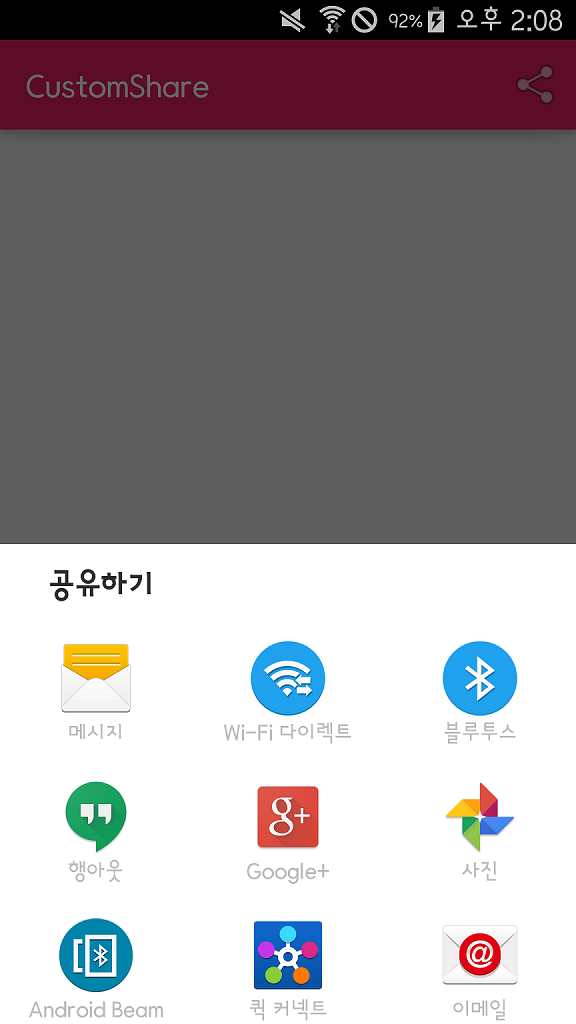 92% 오후 2:08
CustomShare
공유하기
메시지 Wi-Fi 다이렉트 블루투스
행아웃 Google+ 사진
Android Beam 퀵 커넥트 이메일